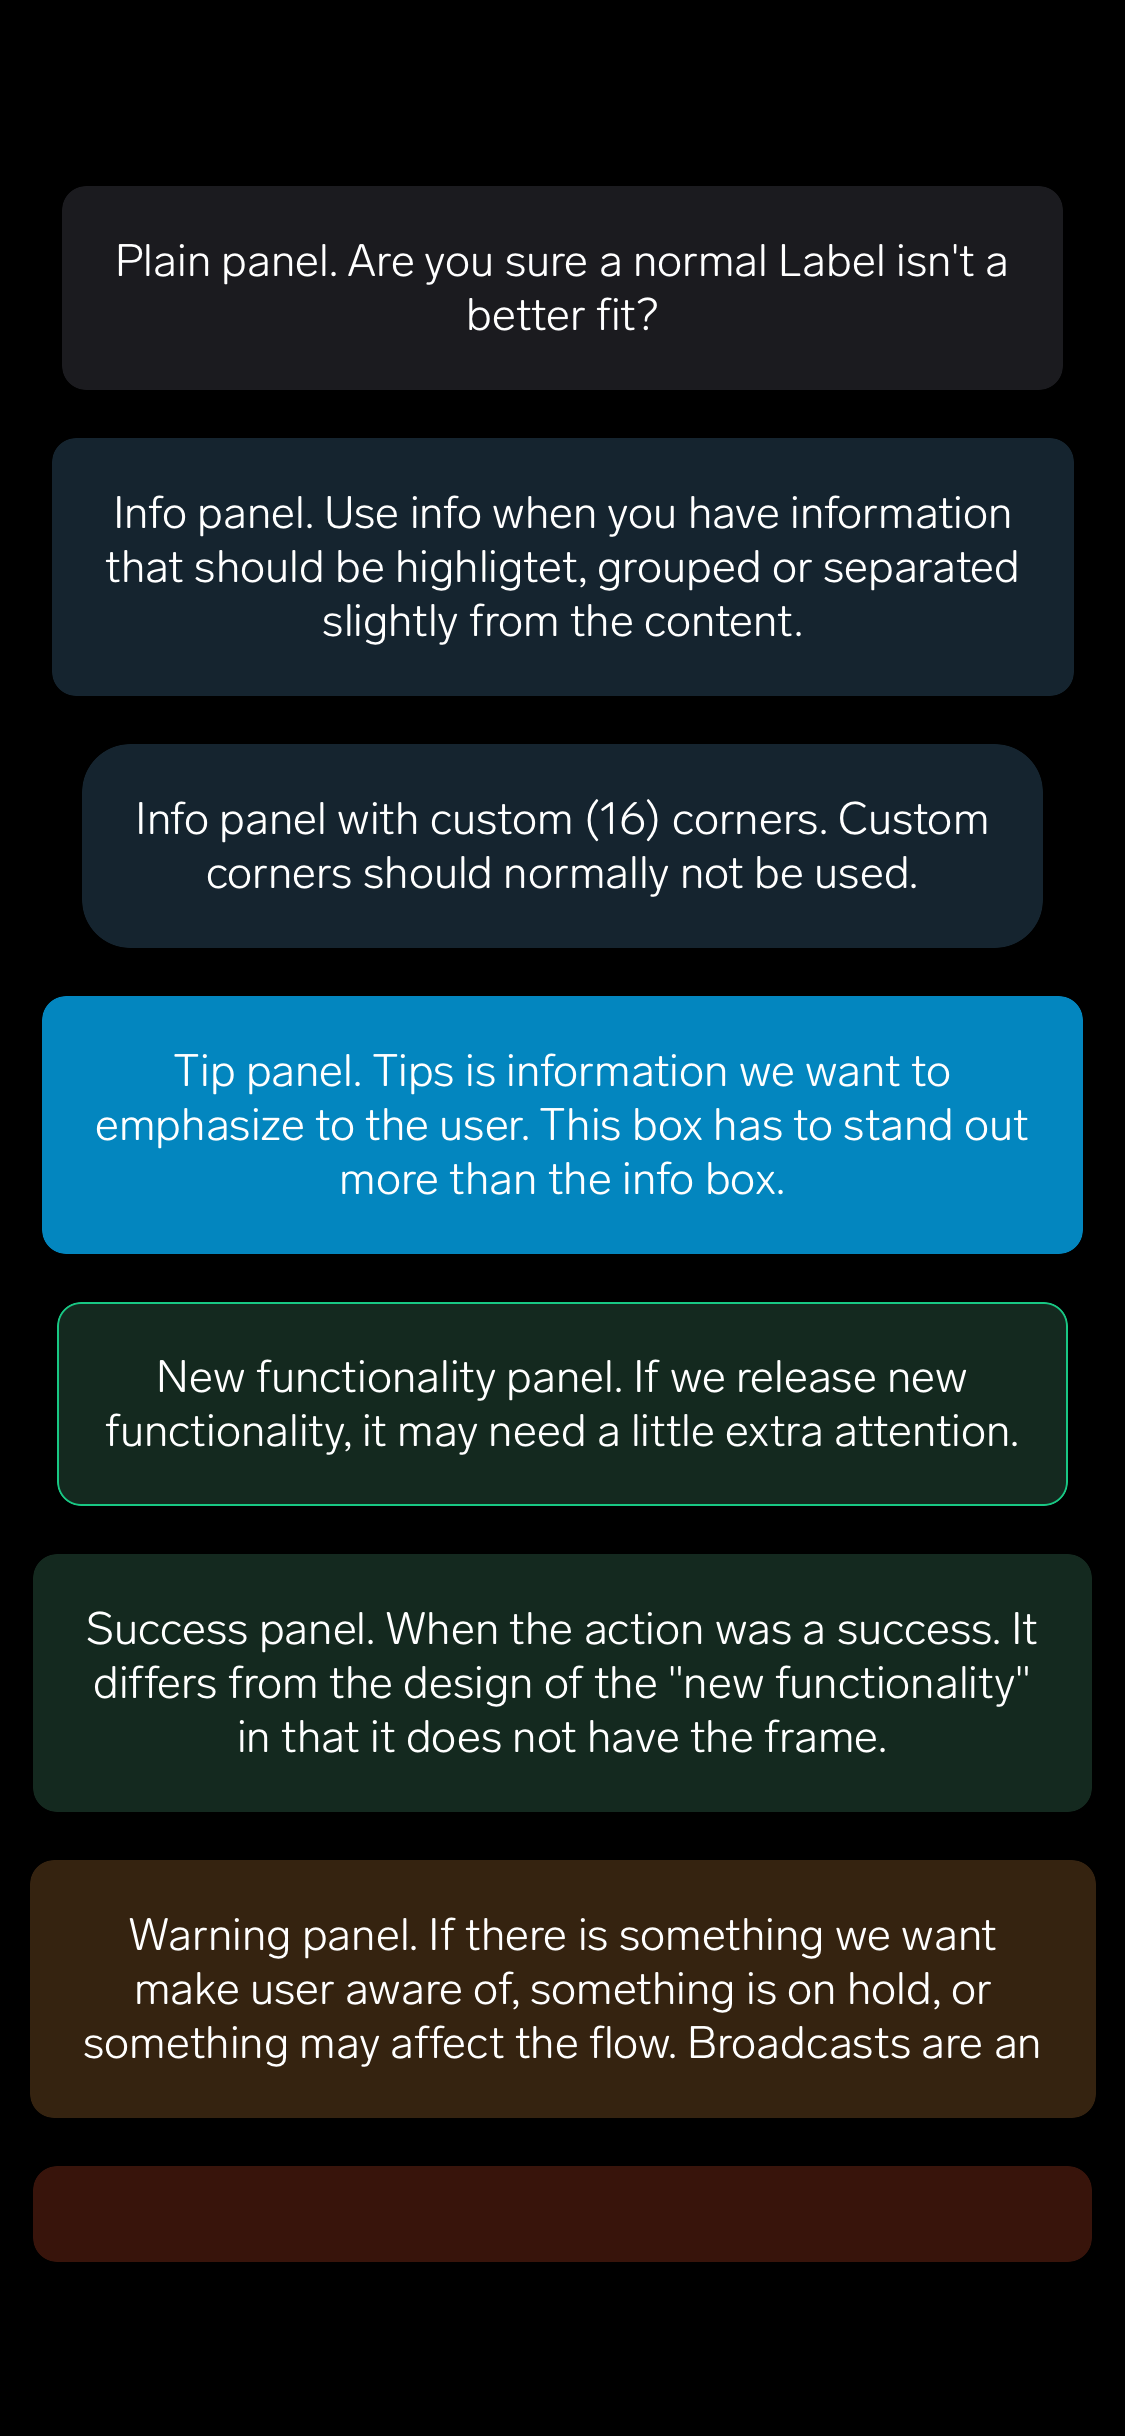 Plain panel. Are you sure a normal Label isn't a
better fit?
Info panel. Use info when you have information
that should be highligtet, grouped or separated
slightly from the content.
Info panel with custom (16) corners. Custom
corners should normally not be used.
Tip panel. Tips is information we want to
emphasize to the user. This box has to stand out
more than the info box.
New functionality panel. If we release new
functionality, it may need a little extra attention.
Success panel. When the action was a success. It
differs from the design of the "new functionality"
in that it does not have the frame.
Warning panel. If there is something we want
make user aware of, something is on hold, or
something may affect the flow. Broadcasts are an